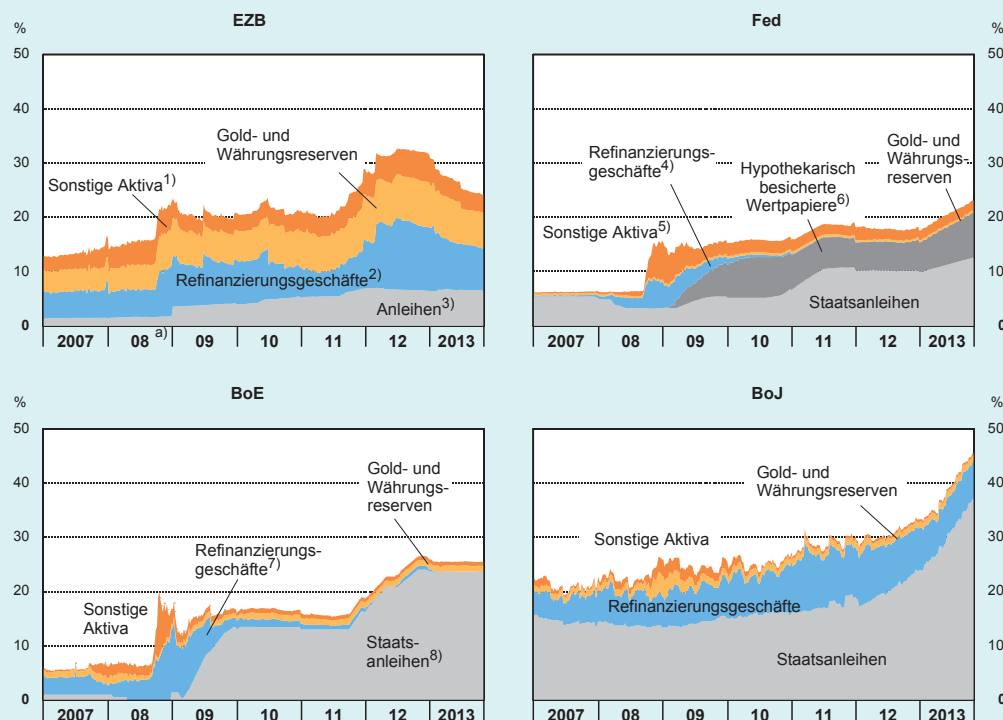 EZB
%
50
40
30
20
10
0
Gold- und
Währungsreserven
Sonstige Aktiva1)
Refinanzierungsgeschäfte2)
Anleihen3)
a)
2007 08 09 10 11 12 2013
Fed
%
50
40
30
20
10
0
Refinanzierungs-
geschäfte4)
Gold- und
Währungs-
reserven
Hypothekarisch
besicherte
Wertpapiere6)
Sonstige Aktiva5)
Staatsanleihen
2007 08 09 10 11 12 2013
BoE
%
50
40
30
20
10
0
Gold- und
Währungs-
reserven
Refinanzierungs-
geschäfte7)
Sonstige
Aktiva
Staats-
anleihen8)
2007 08 09 10 11 12 2013
BoJ
%
50
40
30
20
10
0
Gold- und
Währungsreserven
Sonstige Aktiva
Refinanzierungsgeschäfte
Staatsanleihen
2007 08 09 10 11 12 2013